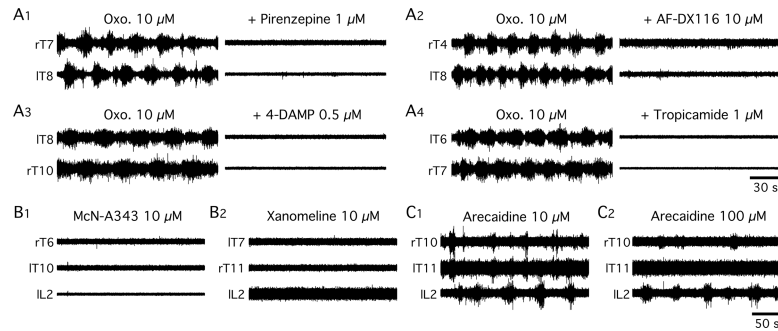 A1 Oxo. 10 µM + Pirenzepine 1 µM
rT7
lT8
A2 Oxo. 10 µM + AF-DX116 10 µM
rT4
lT8
A3 Oxo. 10 µM + 4-DAMP 0.5 µM
lT8
rT10
A4 Oxo. 10 µM + Tropicamide 1 µM
lT6
rT7
30 s
B1 McN-A343 10 µM
rT6
lT10
lL2
B2 Xanomeline 10 µM
lT7
rT11
lL2
C1 Arecaidine 10 µM
rT10
lT11
lL2
C2 Arecaidine 100 µM
rT10
lT11
lL2
50 s